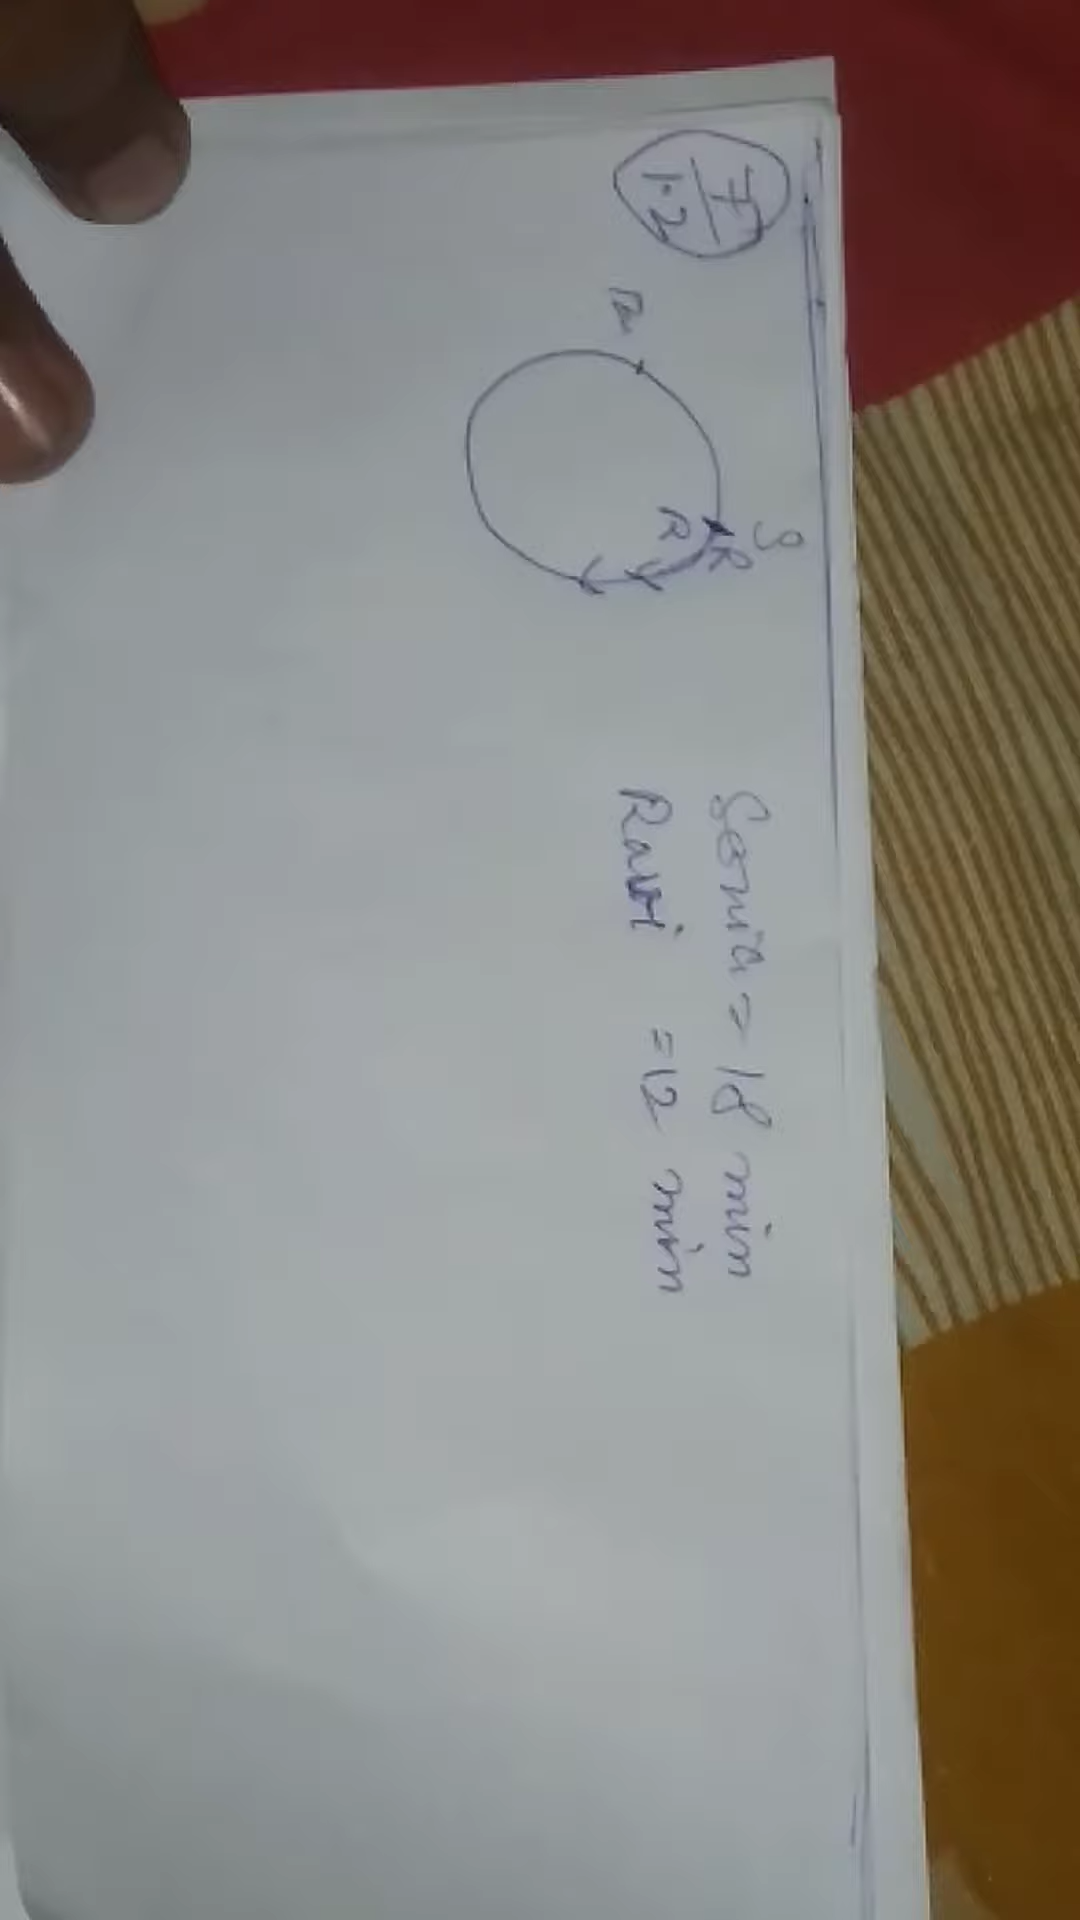 7
1.2
S
R
R
Sonia = 18 min
Ravi = 12 min